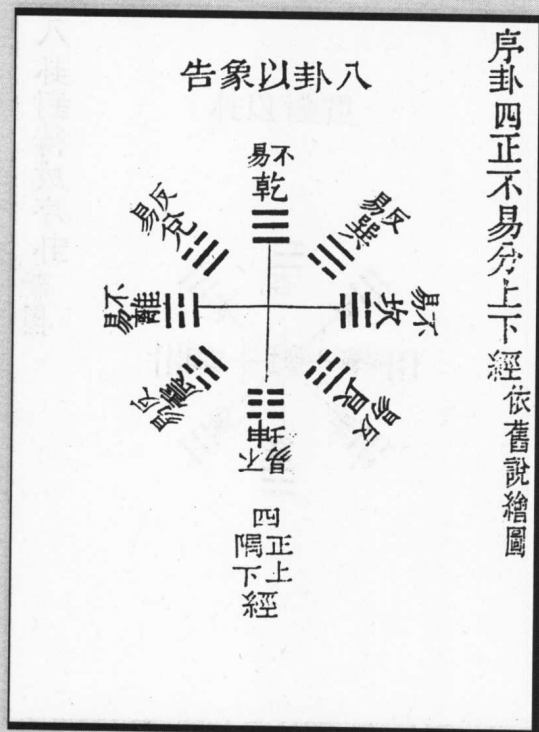 序卦四正不易分上下經依舊說繪圖
八卦以象告
不易
乾
反易
巽
不易
坎
反易
艮
不易
坤
反易
震
不易
離
反易
兌
正上
四隅下
經